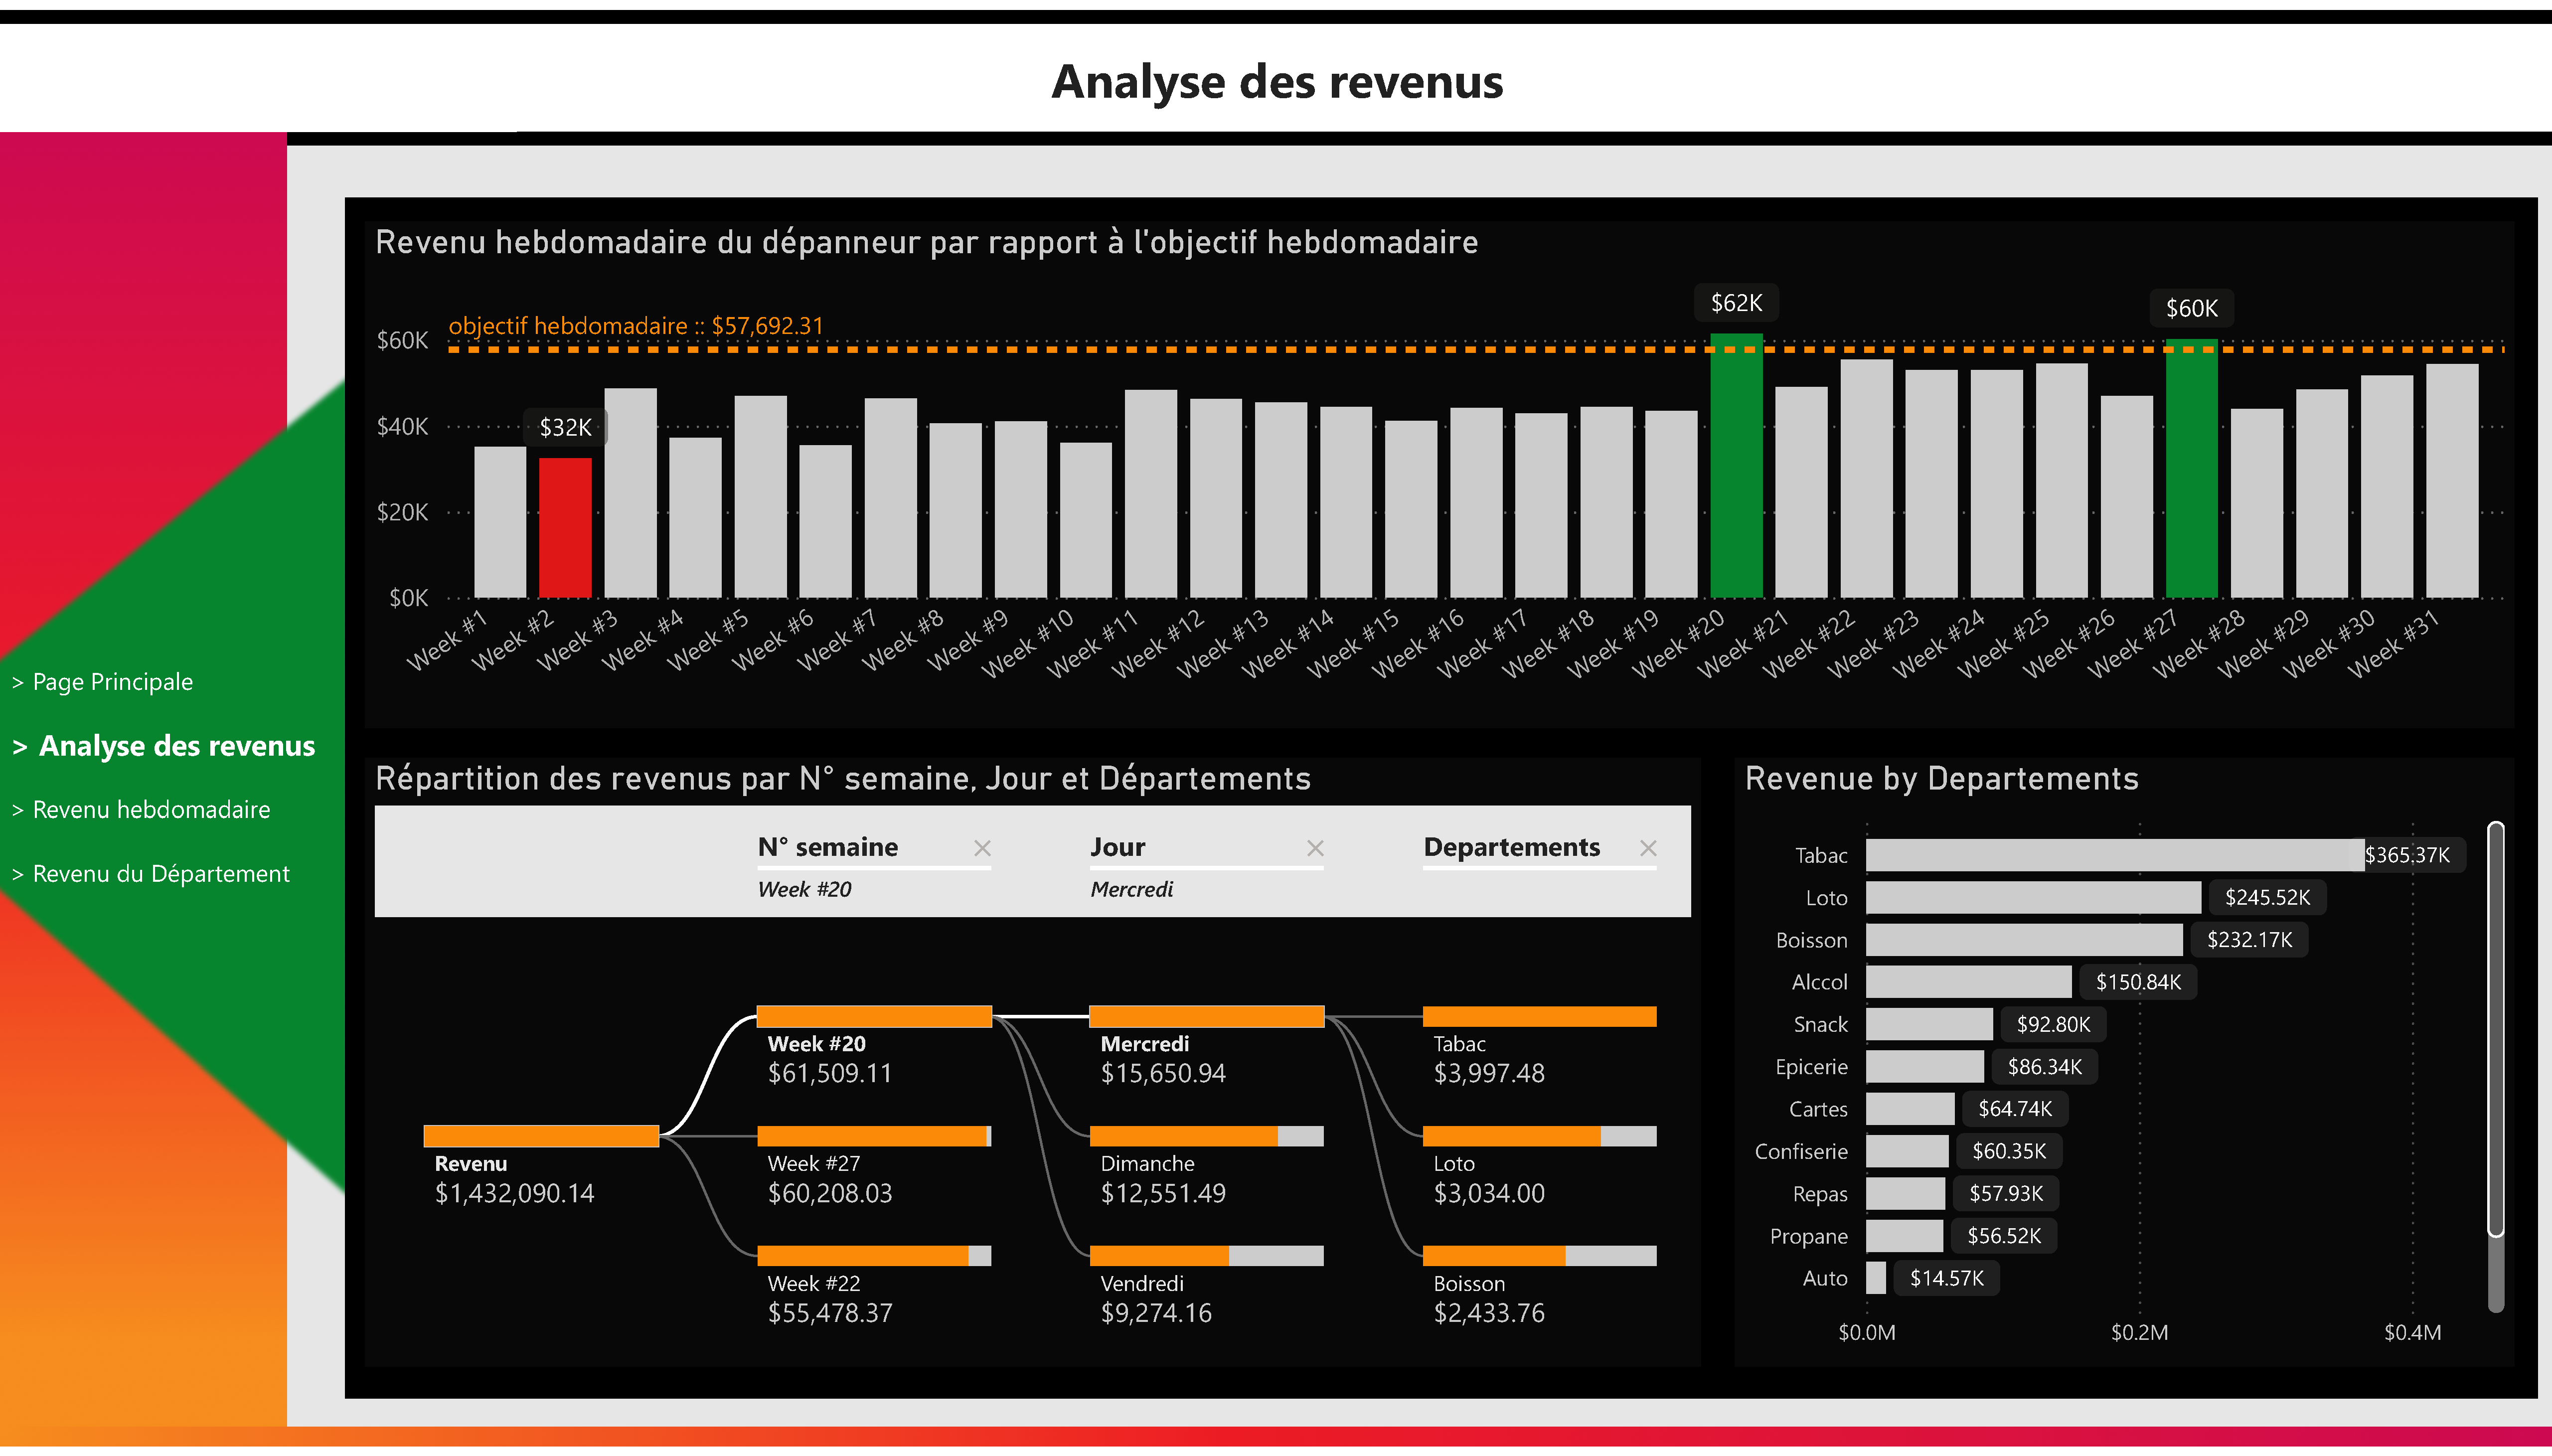 Analyse des revenus
> Page Principale
> Analyse des revenus
> Revenu hebdomadaire
> Revenu du Département
Revenu hebdomadaire du dépanneur par rapport à l'objectif hebdomadaire
objectif hebdomadaire :: $57,692.31
$60K
$40K
$20K
$0K
$32K
$62K
$60K
Week #1
Week #2
Week #3
Week #4
Week #5
Week #6
Week #7
Week #8
Week #9
Week #10
Week #11
Week #12
Week #13
Week #14
Week #15
Week #16
Week #17
Week #18
Week #19
Week #20
Week #21
Week #22
Week #23
Week #24
Week #25
Week #26
Week #27
Week #28
Week #29
Week #30
Week #31
Répartition des revenus par N° semaine, Jour et Départements
N° semaine
Week #20
Jour
Mercredi
Departements
Revenu
$1,432,090.14
Week #20
$61,509.11
Week #27
$60,208.03
Week #22
$55,478.37
Mercredi
$15,650.94
Dimanche
$12,551.49
Vendredi
$9,274.16
Tabac
$3,997.48
Loto
$3,034.00
Boisson
$2,433.76
Revenue by Departements
Tabac $365.37K
Loto $245.52K
Boisson $232.17K
Alccol $150.84K
Snack $92.80K
Epicerie $86.34K
Cartes $64.74K
Confiserie $60.35K
Repas $57.93K
Propane $56.52K
Auto $14.57K
$0.0M $0.2M $0.4M